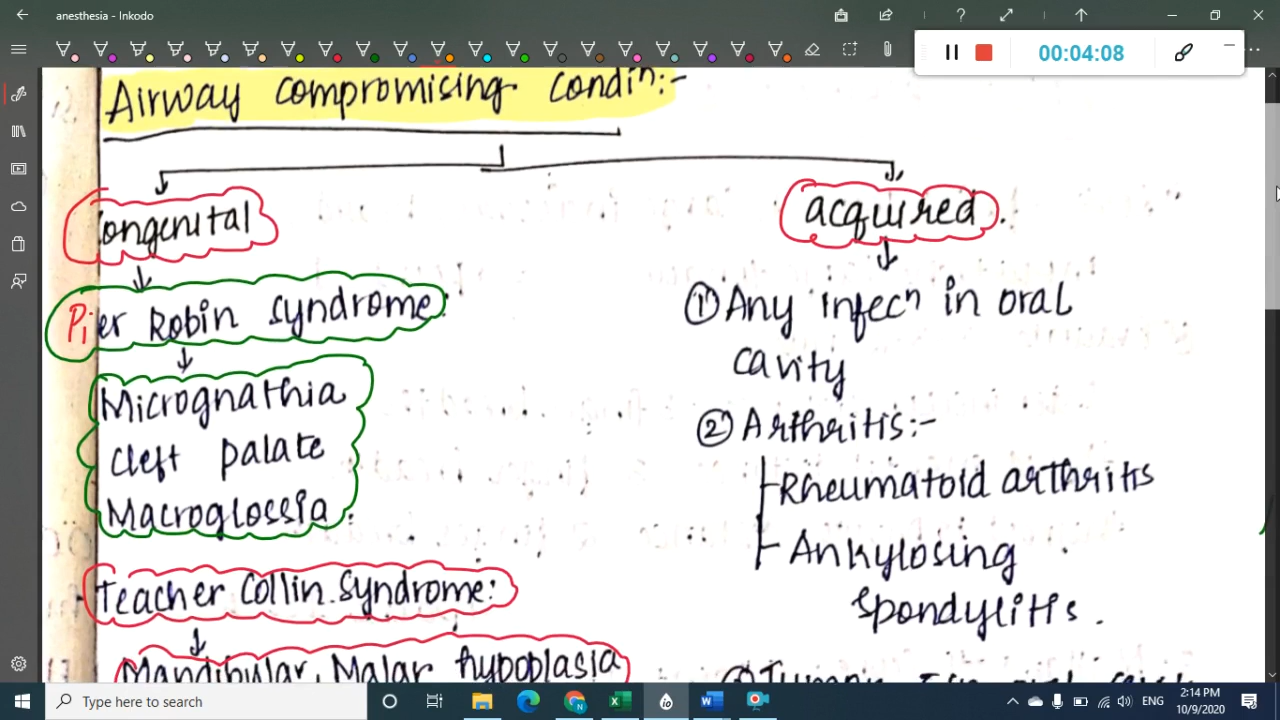 anesthesia - Inkodo
00:04:08
Airway compromising condin:-
Congenital
Pier Robin Syndrome:
Micrognathia
Cleft palate
Macroglossia.
Teacher Collin Syndrome:
Mandibular, Malar hypoplasia
acquired.
① Any infecn in oral
cavity
② Arthritis:-
Rheumatoid arthritis
Ankylosing
Spondylitis.
Type here to search
ENG
2:14 PM
10/9/2020